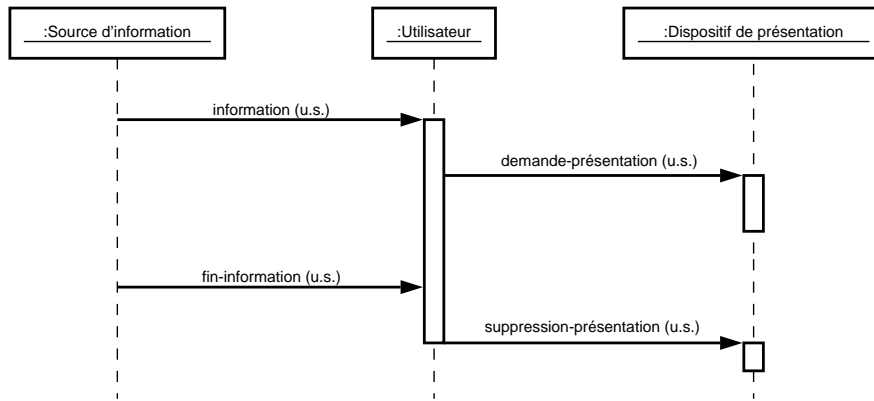 :Source d'information
:Utilisateur
:Dispositif de présentation
information (u.s.)
demande-présentation (u.s.)
fin-information (u.s.)
suppression-présentation (u.s.)